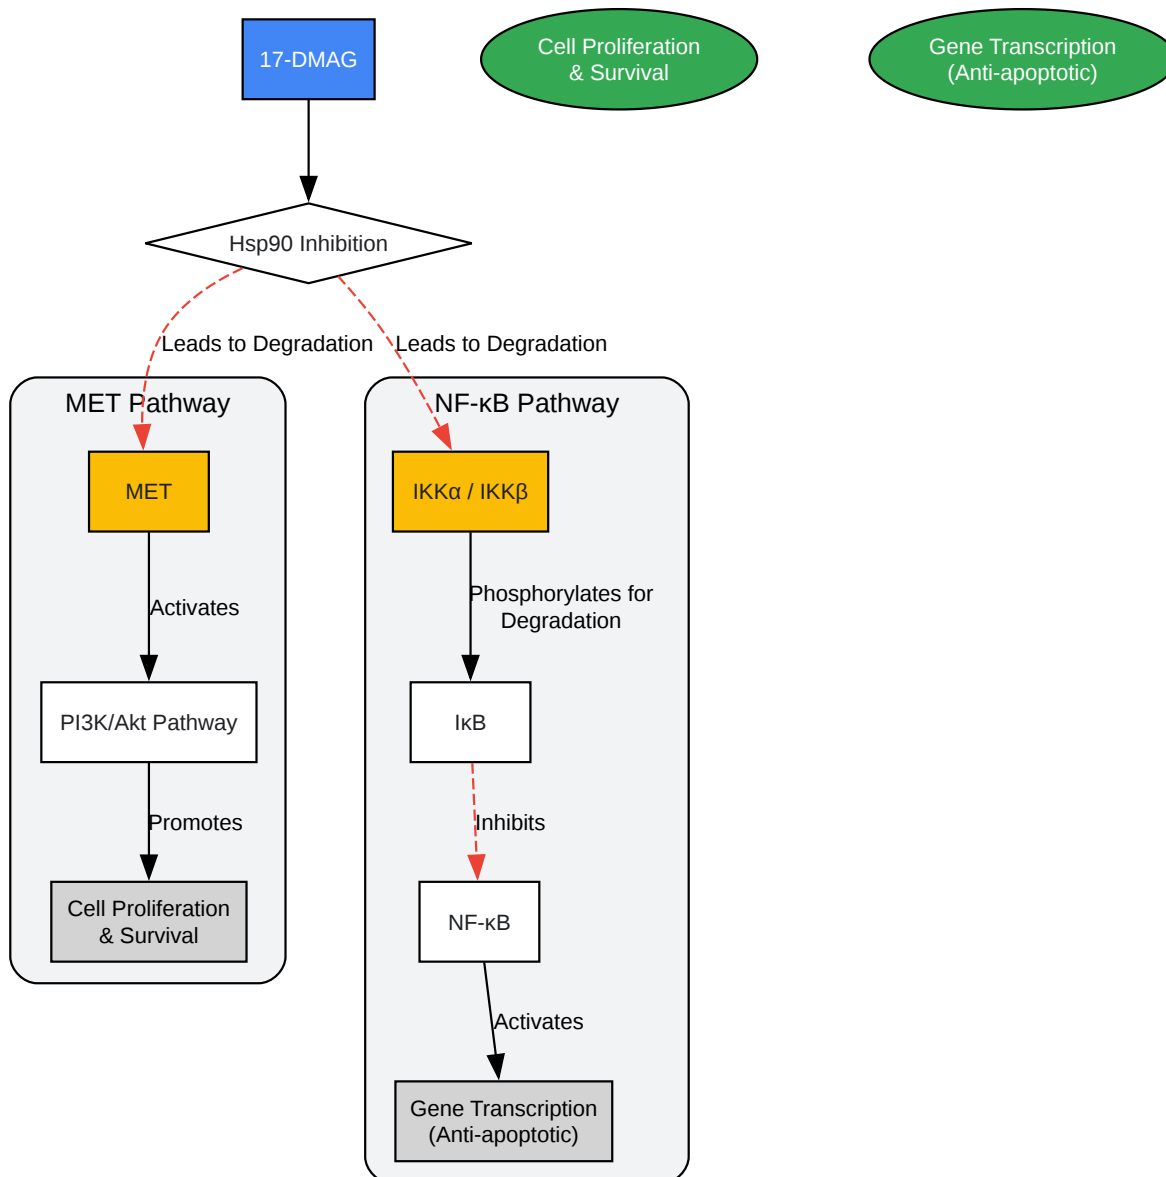 17-DMAG
Cell Proliferation
& Survival
Gene Transcription
(Anti-apoptotic)
Hsp90 Inhibition
Leads to Degradation
Leads to Degradation
MET Pathway
MET
Activates
PI3K/Akt Pathway
Promotes
Cell Proliferation
& Survival
NF-κB Pathway
IKKα / IKKβ
Phosphorylates for
Degradation
IκB
Inhibits
NF-κB
Activates
Gene Transcription
(Anti-apoptotic)